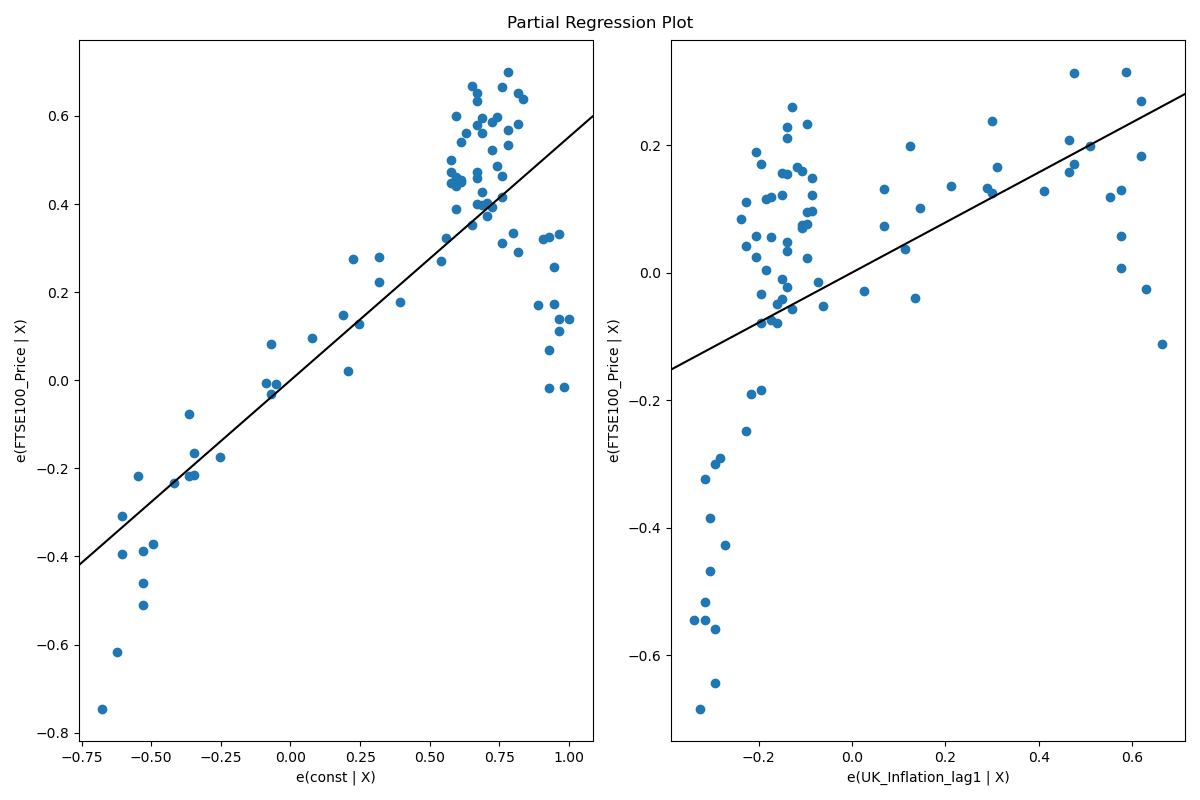 Partial Regression Plot
e(FTSE100_Price | X)
0.6
0.4
0.2
0.0
−0.2
−0.4
−0.6
−0.8
−0.75 −0.50 −0.25 0.00 0.25 0.50 0.75 1.00
e(const | X)
e(FTSE100_Price | X)
0.2
0.0
−0.2
−0.4
−0.6
−0.2 0.0 0.2 0.4 0.6
e(UK_Inflation_lag1 | X)